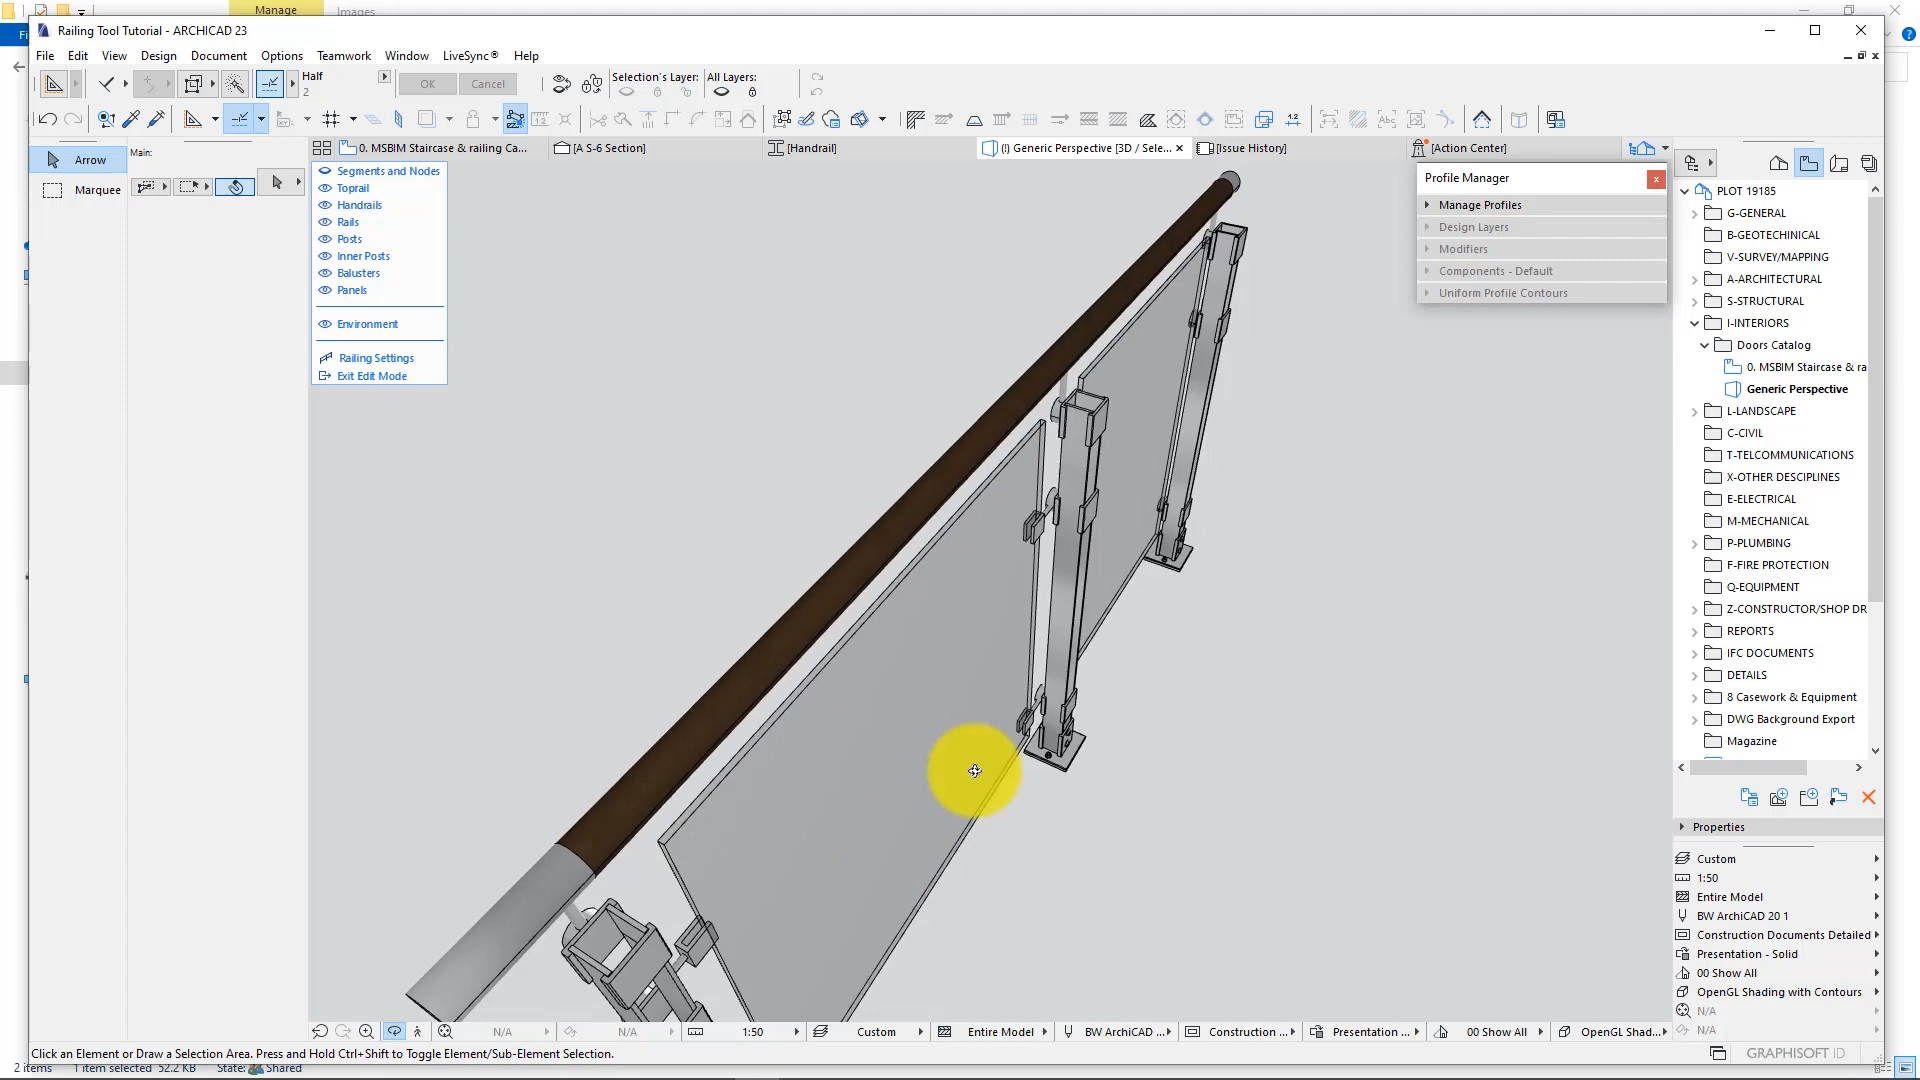 Manage
Images
Railing Tool Tutorial - ARCHICAD 23
File Edit View Design Document Options Teamwork Window LiveSync® Help
Half
2
OK Cancel
Selection's Layer: All Layers:
Arrow
Marquee
Main:
0. MSBIM Staircase & railing Ca...
[A S-6 Section]
[Handrail]
(!) Generic Perspective [3D / Sele...
[Issue History]
[Action Center]
Segments and Nodes
Toprail
Handrails
Rails
Posts
Inner Posts
Balusters
Panels
Environment
Railing Settings
Exit Edit Mode
Profile Manager
Manage Profiles
Design Layers
Modifiers
Components - Default
Uniform Profile Contours
PLOT 19185
G-GENERAL
B-GEOTECHINICAL
V-SURVEY/MAPPING
A-ARCHITECTURAL
S-STRUCTURAL
I-INTERIORS
Doors Catalog
0. MSBIM Staircase & ra
Generic Perspective
L-LANDSCAPE
C-CIVIL
T-TELCOMMUNICATIONS
X-OTHER DESCIPLINES
E-ELECTRICAL
M-MECHANICAL
P-PLUMBING
F-FIRE PROTECTION
Q-EQUIPMENT
Z-CONSTRUCTOR/SHOP DR
REPORTS
IFC DOCUMENTS
DETAILS
8 Casework & Equipment
DWG Background Export
Magazine
Properties
Custom
1:50
Entire Model
BW ArchiCAD 20 1
Construction Documents Detailed
Presentation - Solid
00 Show All
OpenGL Shading with Contours
N/A
N/A
N/A N/A 1:50 Custom Entire Model BW ArchiCAD ... Construction ... Presentation ... 00 Show All OpenGL Shad...
Click an Element or Draw a Selection Area. Press and Hold Ctrl+Shift to Toggle Element/Sub-Element Selection.
GRAPHISOFT ID
2 items 1 item selected 52.2 KB State: Shared